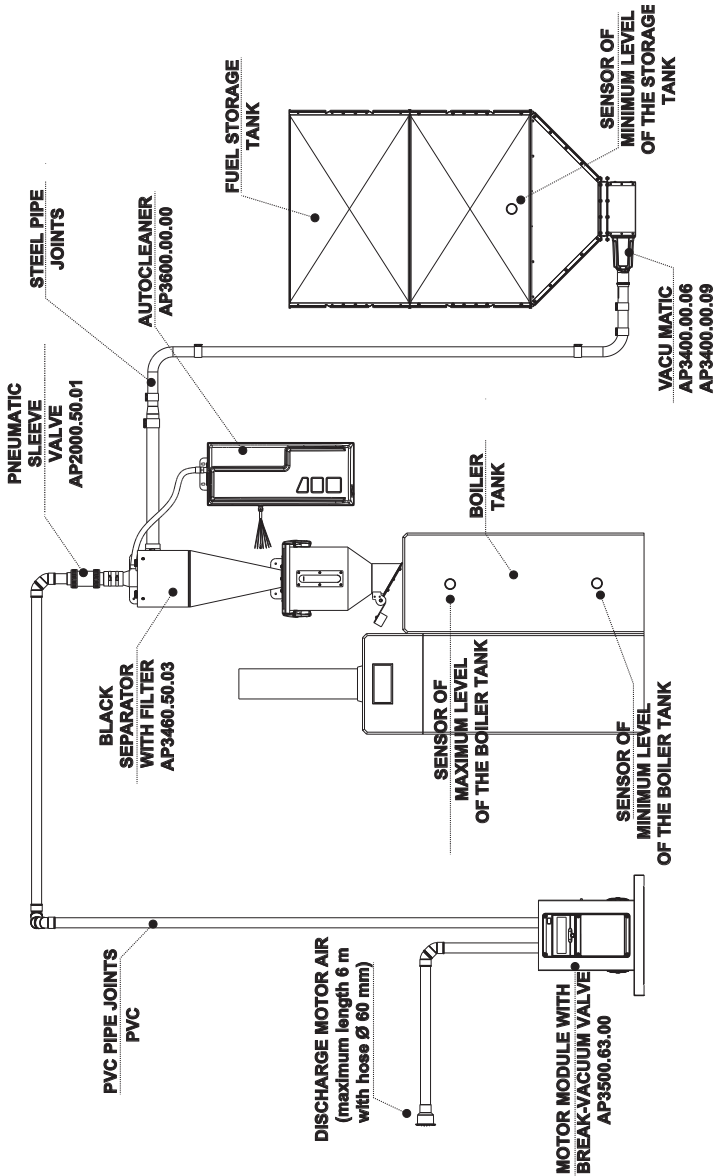 PNEUMATIC
SLEEVE
VALVE
AP2000.50.01
STEEL PIPE
JOINTS
AUTOCLEANER
AP3600.00.00
FUEL STORAGE
TANK
SENSOR OF
MINIMUM LEVEL
OF THE STORAGE
TANK
BLACK
SEPARATOR
WITH FILTER
AP3460.50.03
BOILER
TANK
VACU MATIC
AP3400.00.06
AP3400.00.09
PVC PIPE JOINTS
PVC
SENSOR OF
MAXIMUM LEVEL
OF THE BOILER TANK
SENSOR OF
MINIMUM LEVEL
OF THE BOILER TANK
DISCHARGE MOTOR AIR
(maximum length 6 m
with hose Ø 60 mm)
MOTOR MODULE WITH
BREAK-VACUUM VALVE
AP3500.63.00